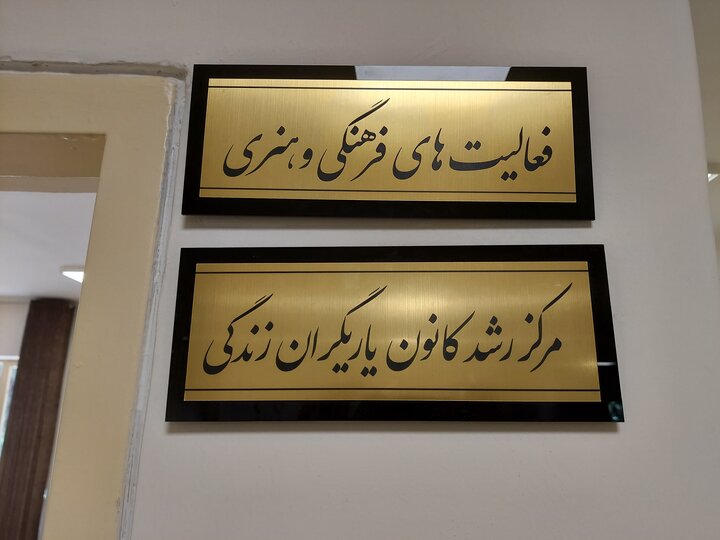 فعالیت های فرهنگی و هنری
مرکز رشد کانون یاریگران زندگی